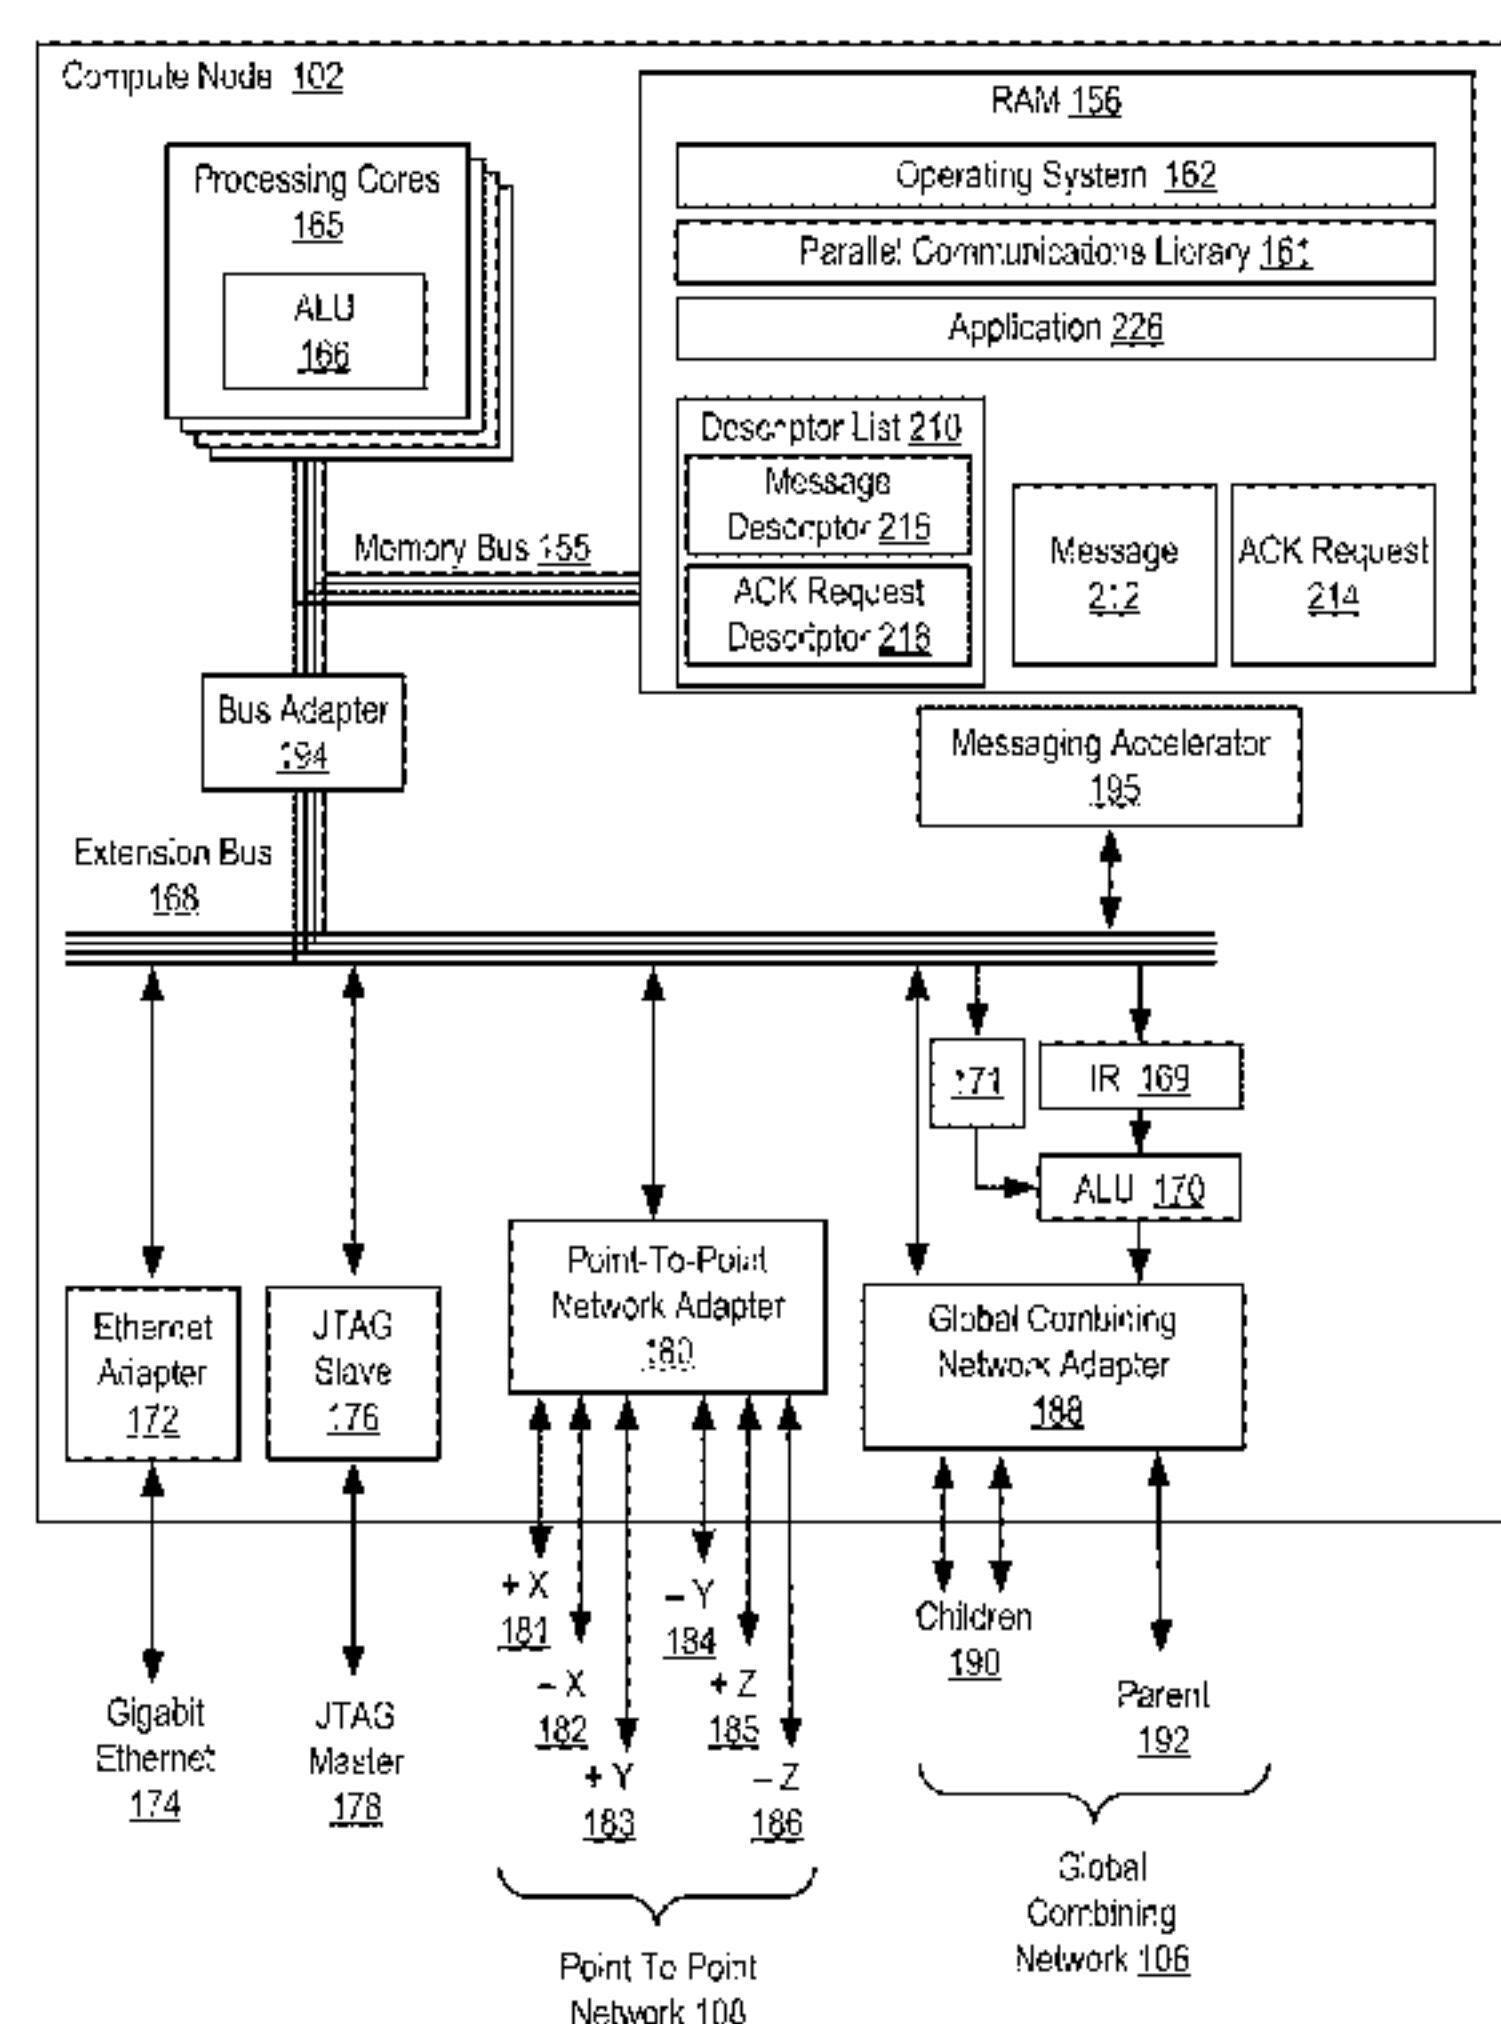 Compute Node 102
RAM 156
Processing Cores
165
ALU
166
Operating System 162
Parallel Communications Library 161
Application 226
Descriptor List 210
Message
Descriptor 216
ACK Request
Descriptor 218
Message
212
ACK Request
214
Memory Bus 155
Bus Adapter
194
Messaging Accelerator
195
Extension Bus
168
171
IR 169
ALU 170
Ethernet
Adapter
172
JTAG
Slave
176
Point-To-Point
Network Adapter
180
Global Combining
Network Adapter
188
+ X
181
– X
182
+ Y
183
– Y
184
+ Z
185
– Z
186
Children
190
Parent
192
Gigabit
Ethernet
174
JTAG
Master
178
Point To Point
Network 108
Global
Combining
Network 106